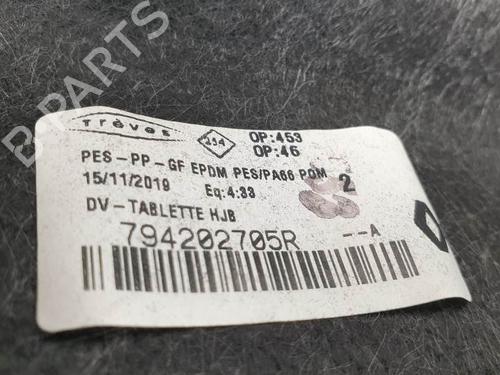 B-PARTS
Trèves
254
OP:453
OP:46
PES-PP-GF EPDM PES/PA66 POM
15/11/2019 Eq:4:33 2
DV-TABLETTE HJB
794202705R --A